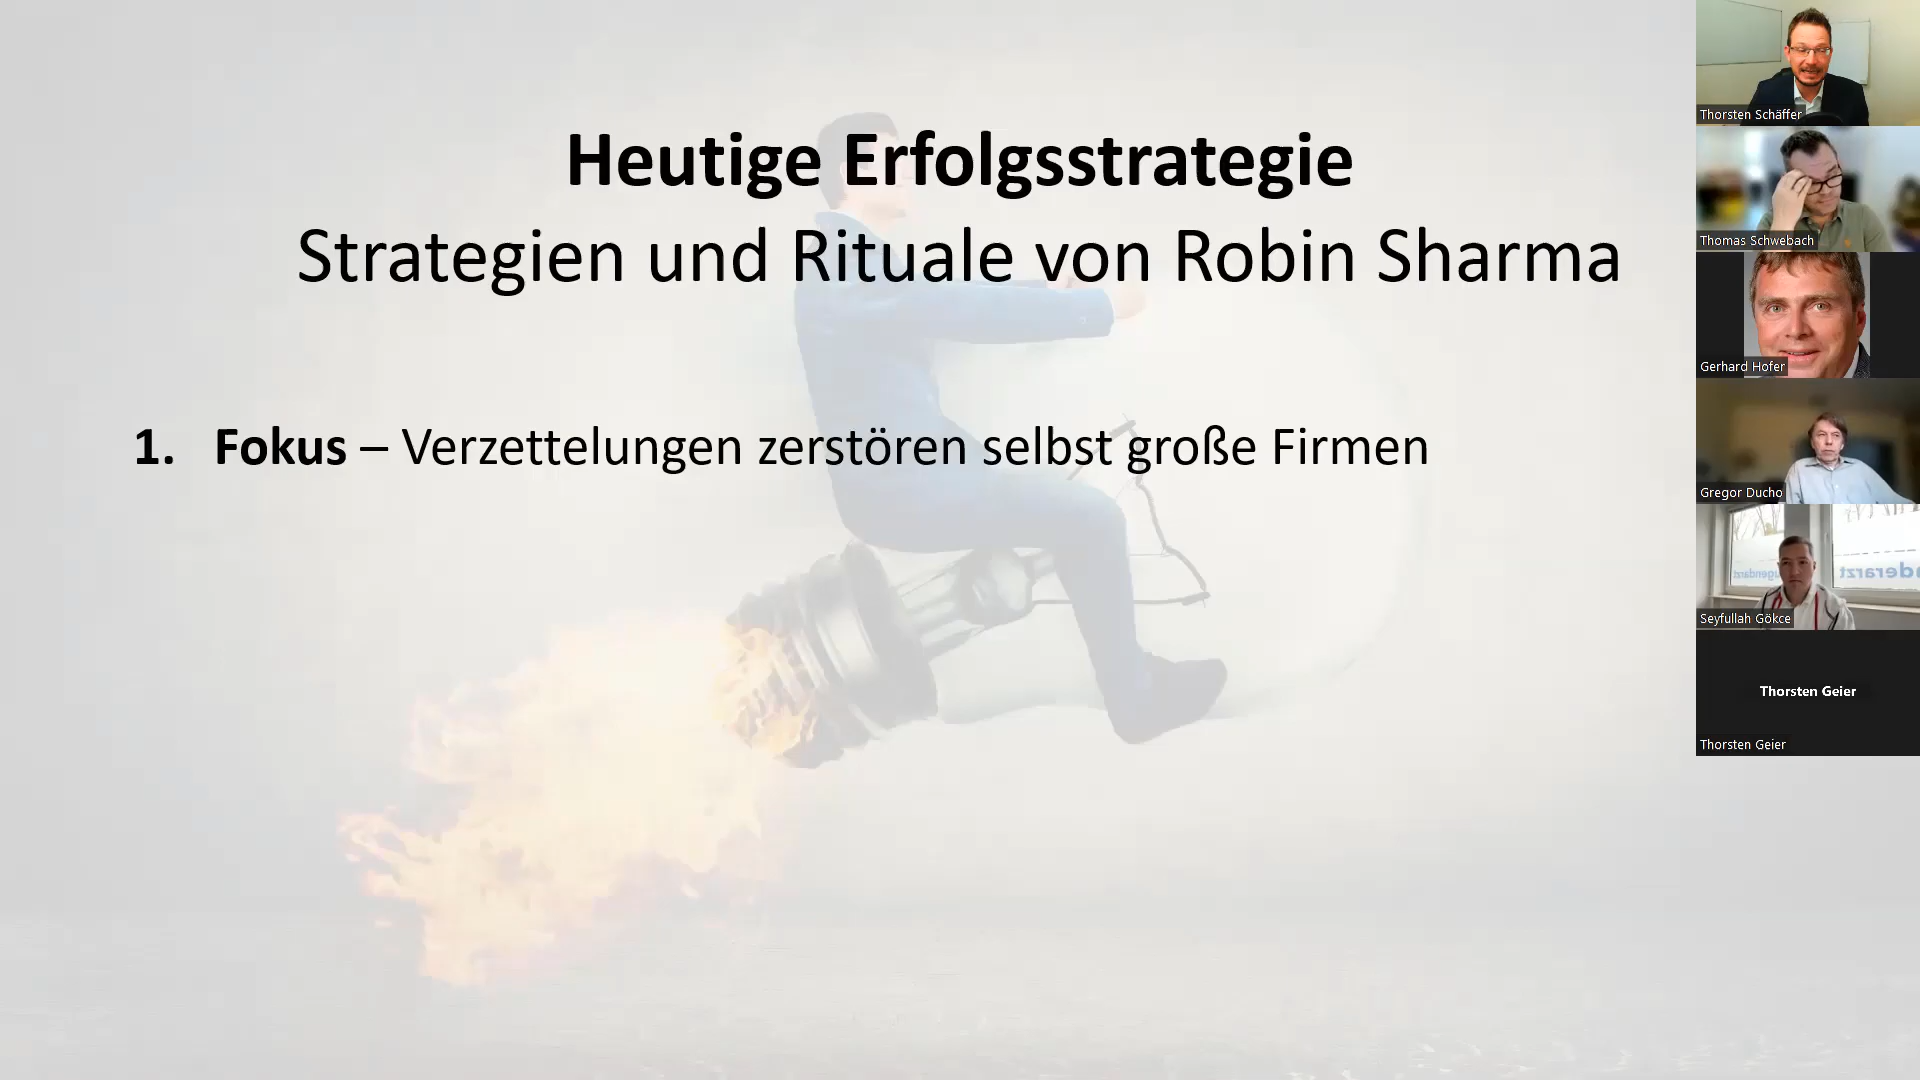 Heutige Erfolgsstrategie
Strategien und Rituale von Robin Sharma
1. Fokus – Verzettelungen zerstören selbst große Firmen
Thorsten Schäffer
Thomas Schwebach
Gerhard Hofer
Gregor Ducho
Seyfullah Gökce
Thorsten Geier
Thorsten Geier